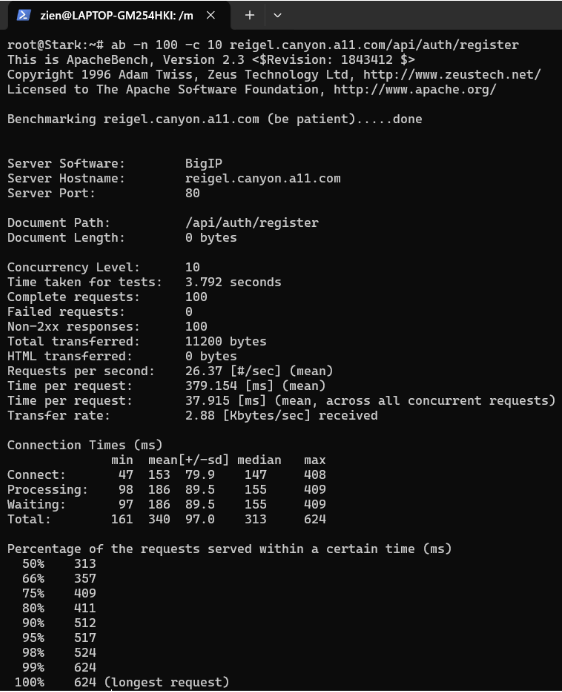 zien@LAPTOP-GM254HKI: /m
root@Stark:~# ab -n 100 -c 10 reigel.canyon.a11.com/api/auth/register
This is ApacheBench, Version 2.3 <$Revision: 1843412 $>
Copyright 1996 Adam Twiss, Zeus Technology Ltd, http://www.zeustech.net/
Licensed to The Apache Software Foundation, http://www.apache.org/
Benchmarking reigel.canyon.a11.com (be patient).....done
Server Software: BigIP
Server Hostname: reigel.canyon.a11.com
Server Port: 80
Document Path: /api/auth/register
Document Length: 0 bytes
Concurrency Level: 10
Time taken for tests: 3.792 seconds
Complete requests: 100
Failed requests: 0
Non-2xx responses: 100
Total transferred: 11200 bytes
HTML transferred: 0 bytes
Requests per second: 26.37 [#/sec] (mean)
Time per request: 379.154 [ms] (mean)
Time per request: 37.915 [ms] (mean, across all concurrent requests)
Transfer rate: 2.88 [Kbytes/sec] received
Connection Times (ms)
min mean[+/-sd] median max
Connect: 47 153 79.9 147 408
Processing: 98 186 89.5 155 409
Waiting: 97 186 89.5 155 409
Total: 161 340 97.0 313 624
Percentage of the requests served within a certain time (ms)
50% 313
66% 357
75% 409
80% 411
90% 512
95% 517
98% 524
99% 624
100% 624 (longest request)